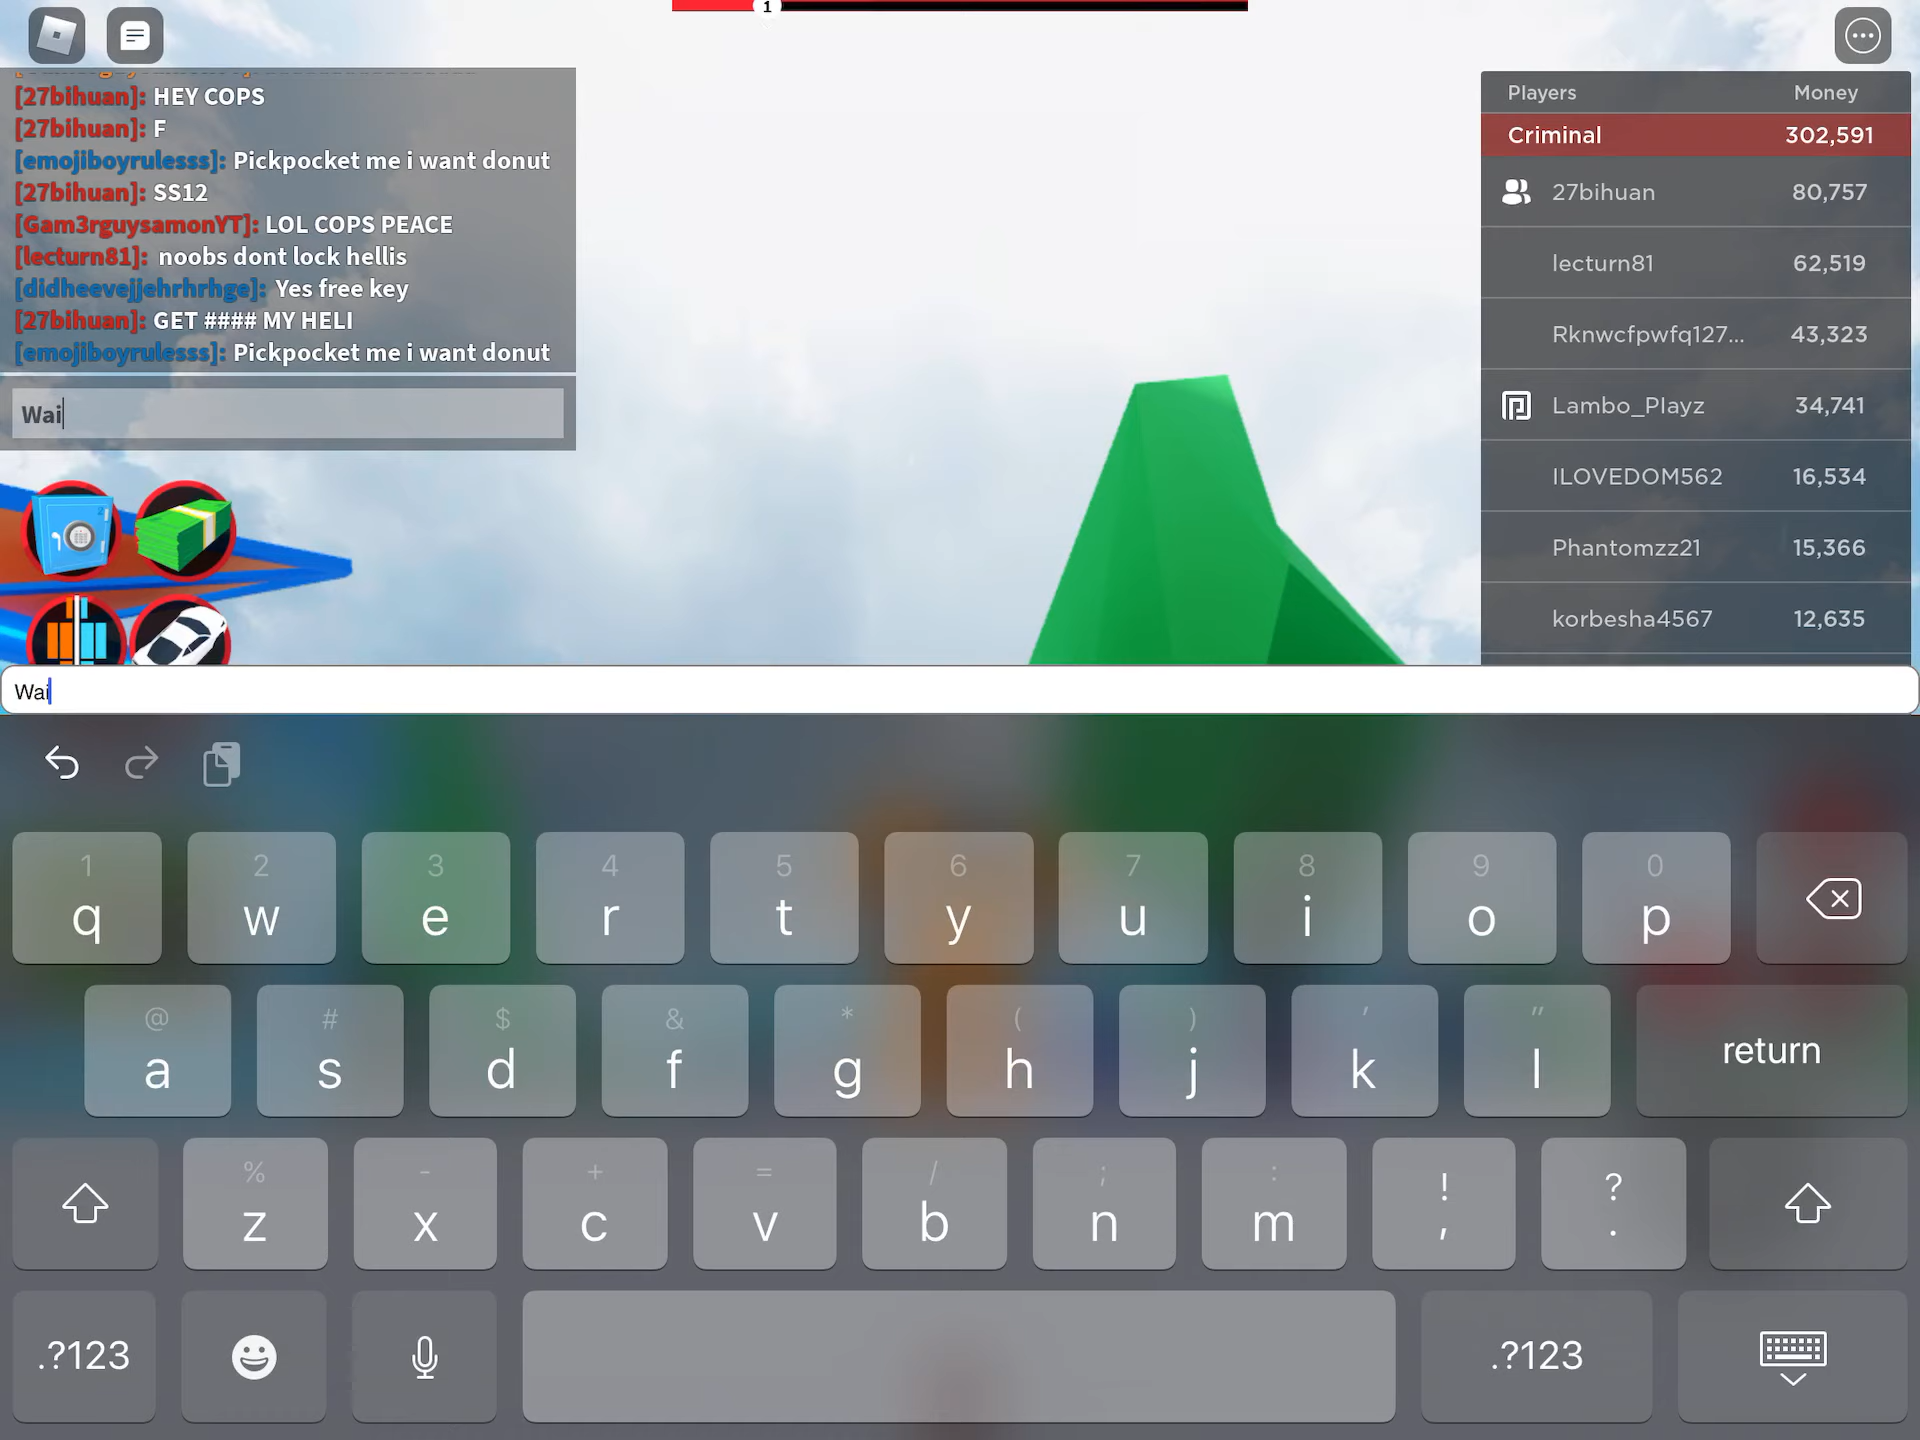 1
[27bihuan]: HEY COPS
[27bihuan]: F
[emojiboyrulesss]: Pickpocket me i want donut
[27bihuan]: SS12
[Gam3rguysamonYT]: LOL COPS PEACE
[lecturn81]: noobs dont lock hellis
[didheevejjehrhrhge]: Yes free key
[27bihuan]: GET #### MY HELI
[emojiboyrulesss]: Pickpocket me i want donut
Wai
Players Money
Criminal 302,591
27bihuan 80,757
lecturn81 62,519
Rknwcfpwfq127... 43,323
Lambo_Playz 34,741
ILOVEDOM562 16,534
Phantomzz21 15,366
korbesha4567 12,635
Wai
1 2 3 4 5 6 7 8 9 0
q w e r t y u i o p
@ # $ & * ( ) ' "
a s d f g h j k l return
% - + = / ; : ! ?
z x c v b n m , .
.?123 .?123